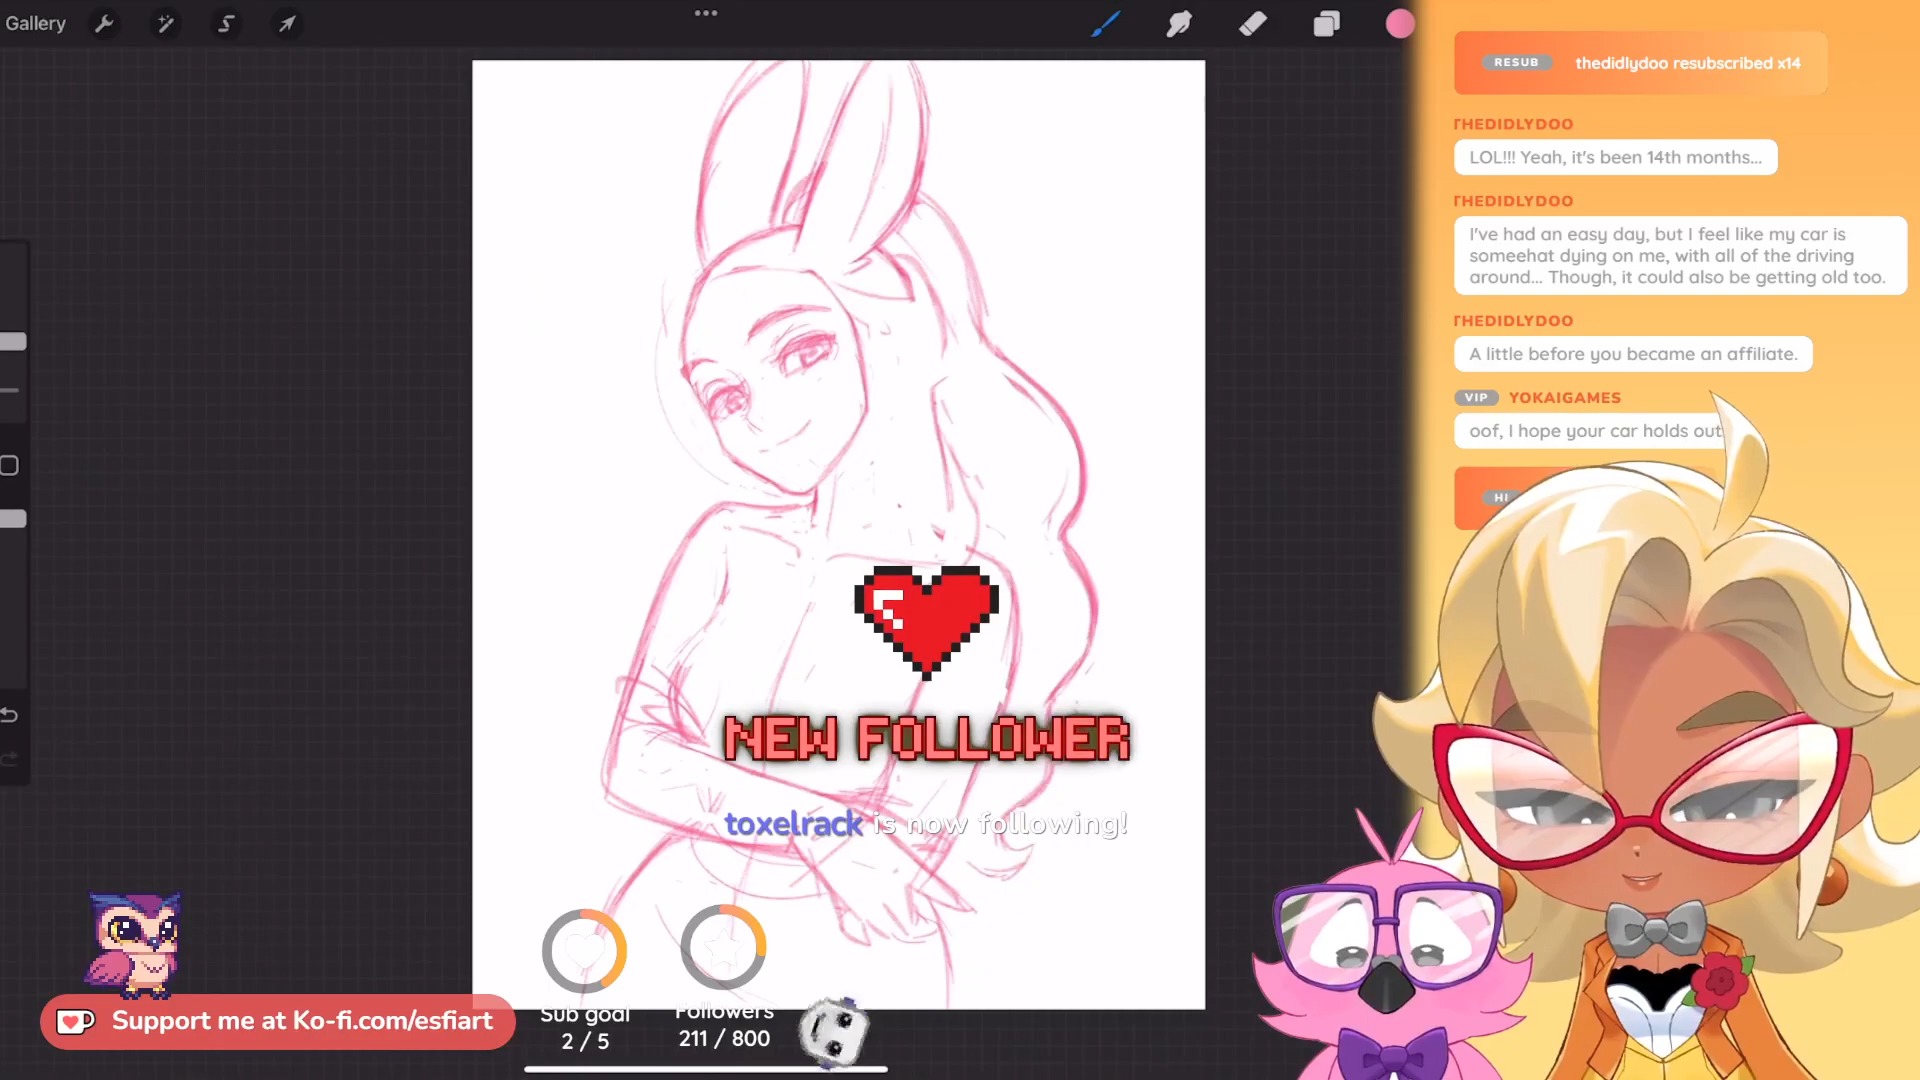 Gallery
RESUB thedidlydoo resubscribed x14
THEDIDLYDOO
LOL!!! Yeah, it's been 14th months...
THEDIDLYDOO
I've had an easy day, but I feel like my car is
someehat dying on me, with all of the driving
around... Though, it could also be getting old too.
THEDIDLYDOO
A little before you became an affiliate.
VIP YOKAIGAMES
oof, I hope your car holds out
HI
NEW FOLLOWER
toxelrack is now following!
Support me at Ko-fi.com/esfiart
Sub goal
2 / 5
Followers
211 / 800